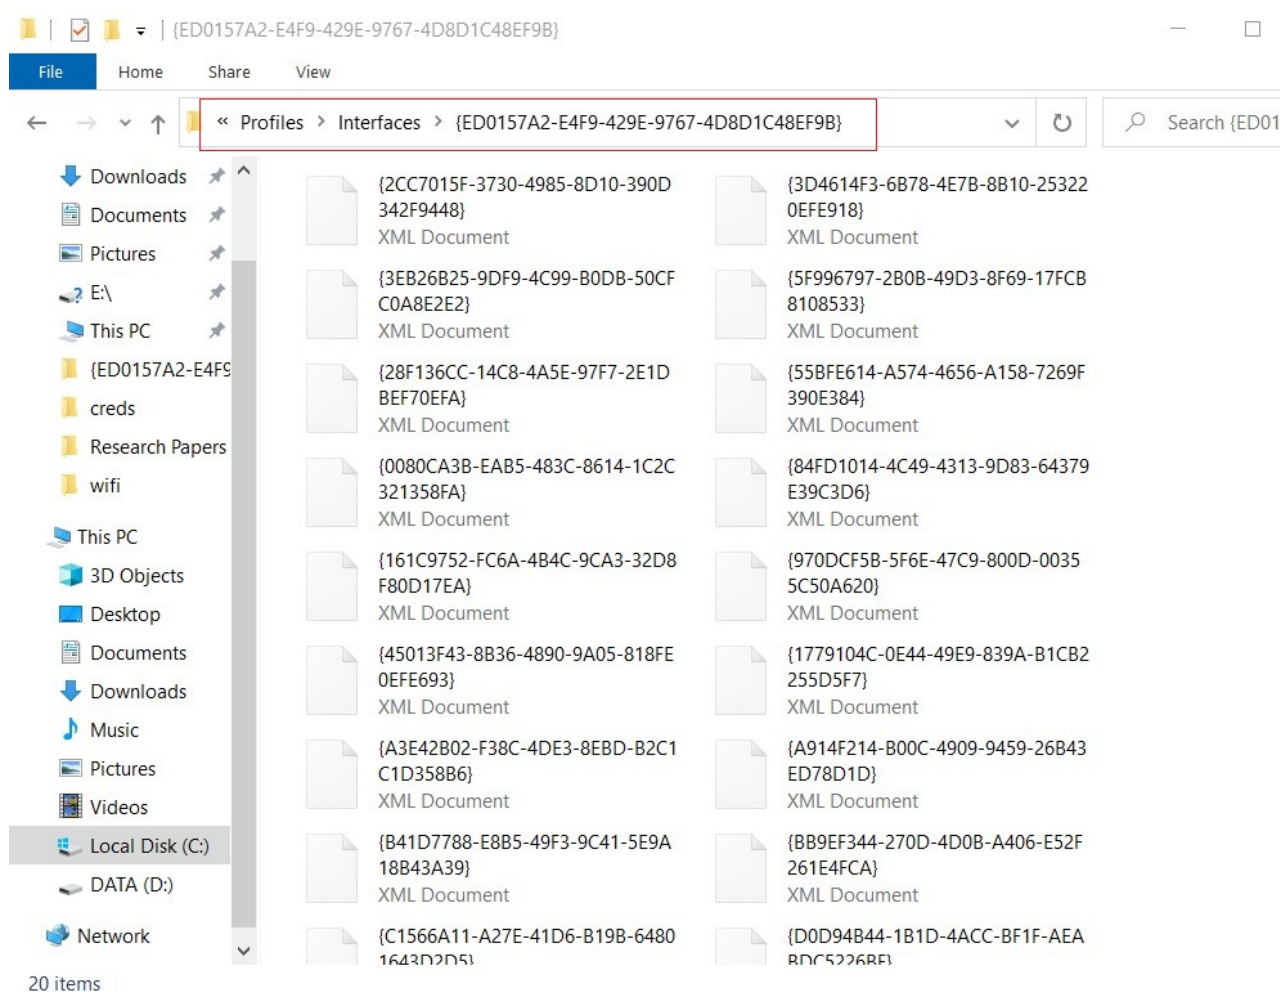 {ED0157A2-E4F9-429E-9767-4D8D1C48EF9B}
File Home Share View
« Profiles > Interfaces > {ED0157A2-E4F9-429E-9767-4D8D1C48EF9B}
Search {ED01
Downloads
Documents
Pictures
E:\
This PC
{ED0157A2-E4F9
creds
Research Papers
wifi
This PC
3D Objects
Desktop
Documents
Downloads
Music
Pictures
Videos
Local Disk (C:)
DATA (D:)
Network
{2CC7015F-3730-4985-8D10-390D
342F9448}
XML Document
{3D4614F3-6B78-4E7B-8B10-25322
0EFE918}
XML Document
{3EB26B25-9DF9-4C99-B0DB-50CF
C0A8E2E2}
XML Document
{5F996797-2B0B-49D3-8F69-17FCB
8108533}
XML Document
{28F136CC-14C8-4A5E-97F7-2E1D
BEF70EFA}
XML Document
{55BFE614-A574-4656-A158-7269F
390E384}
XML Document
{0080CA3B-EAB5-483C-8614-1C2C
321358FA}
XML Document
{84FD1014-4C49-4313-9D83-64379
E39C3D6}
XML Document
{161C9752-FC6A-4B4C-9CA3-32D8
F80D17EA}
XML Document
{970DCF5B-5F6E-47C9-800D-0035
5C50A620}
XML Document
{45013F43-8B36-4890-9A05-818FE
0EFE693}
XML Document
{1779104C-0E44-49E9-839A-B1CB2
255D5F7}
XML Document
{A3E42B02-F38C-4DE3-8EBD-B2C1
C1D358B6}
XML Document
{A914F214-B00C-4909-9459-26B43
ED78D1D}
XML Document
{B41D7788-E8B5-49F3-9C41-5E9A
18B43A39}
XML Document
{BB9EF344-270D-4D0B-A406-E52F
261E4FCA}
XML Document
{C1566A11-A27E-41D6-B19B-6480
1643D2D5}
{D0D94B44-1B1D-4ACC-BF1F-AEA
BDC5226BF}
20 items